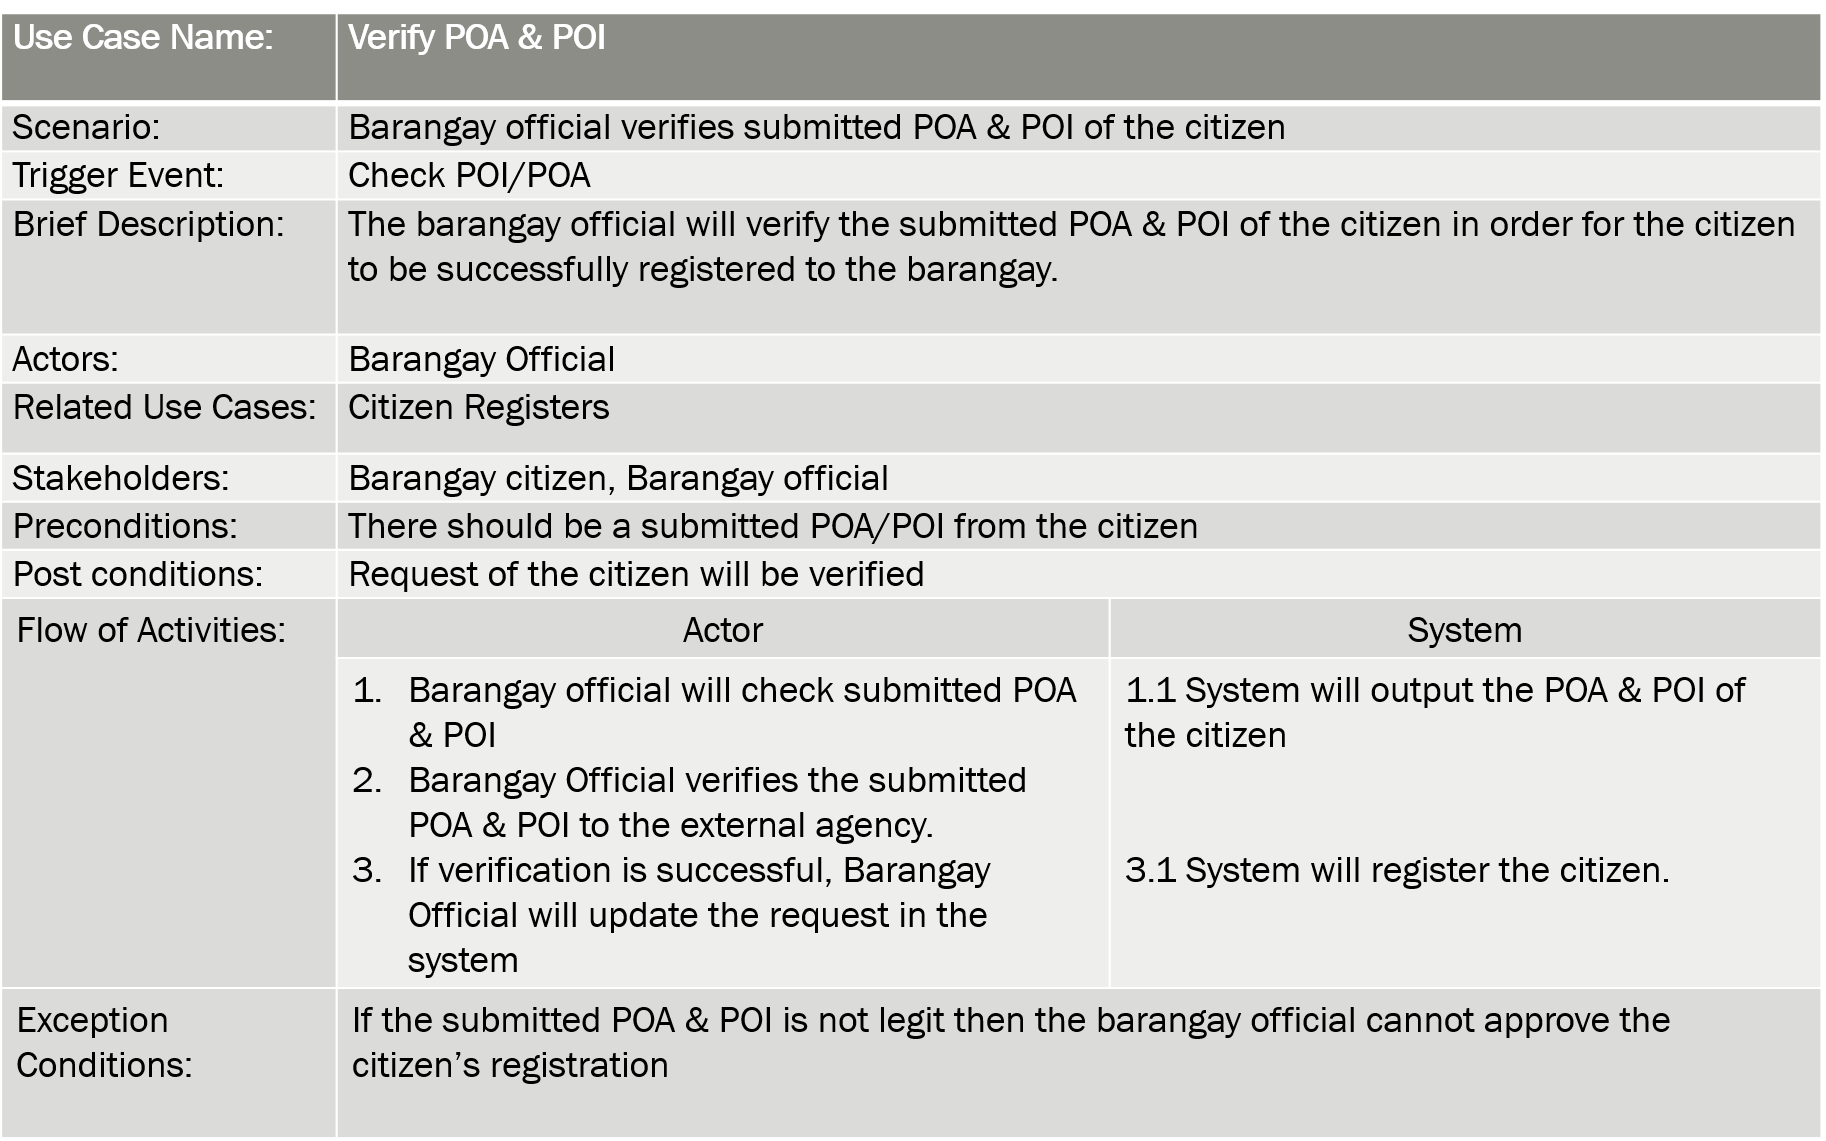 Use Case Name: Verify POA & POI
Scenario: Barangay official verifies submitted POA & POI of the citizen
Trigger Event: Check POI/POA
Brief Description: The barangay official will verify the submitted POA & POI of the citizen in order for the citizen
to be successfully registered to the barangay.
Actors: Barangay Official
Related Use Cases: Citizen Registers
Stakeholders: Barangay citizen, Barangay official
Preconditions: There should be a submitted POA/POI from the citizen
Post conditions: Request of the citizen will be verified
Flow of Activities: Actor System
1. Barangay official will check submitted POA
& POI
2. Barangay Official verifies the submitted
POA & POI to the external agency.
3. If verification is successful, Barangay
Official will update the request in the
system
1.1 System will output the POA & POI of
the citizen
3.1 System will register the citizen.
Exception
Conditions:
If the submitted POA & POI is not legit then the barangay official cannot approve the
citizen’s registration